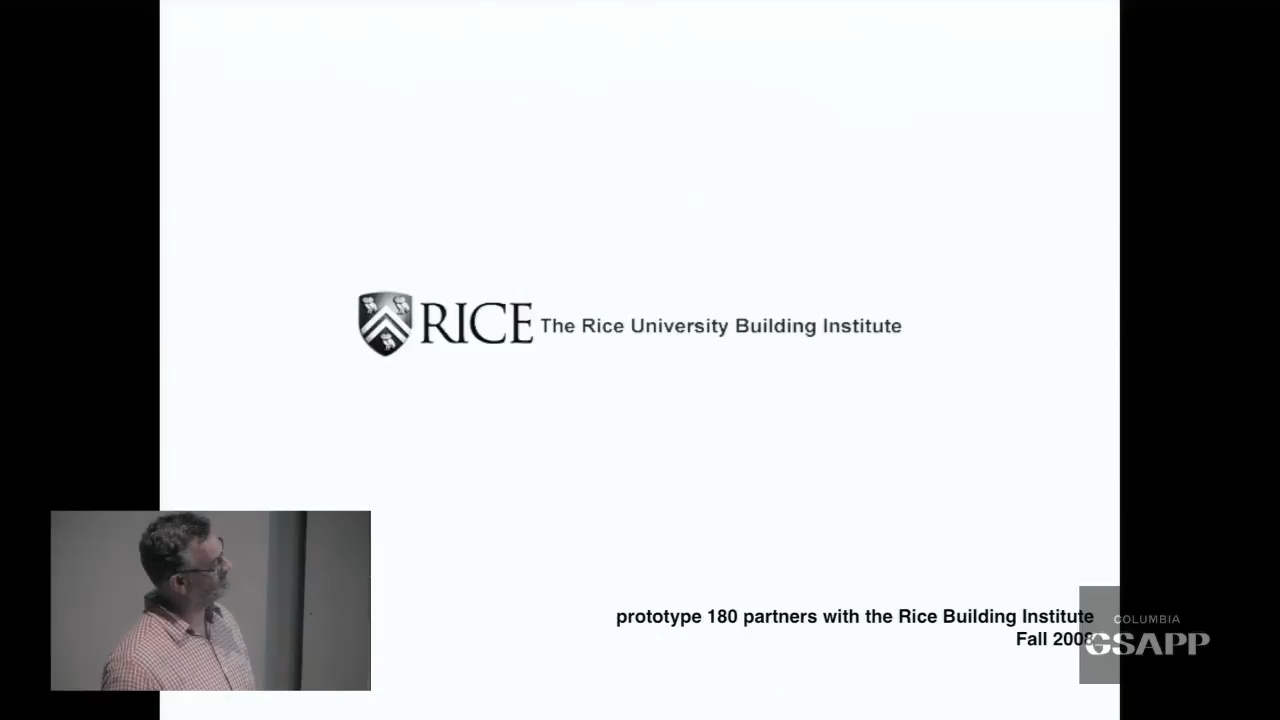 RICE The Rice University Building Institute
prototype 180 partners with the Rice Building Institute
Fall 2008
COLUMBIA
GSAPP